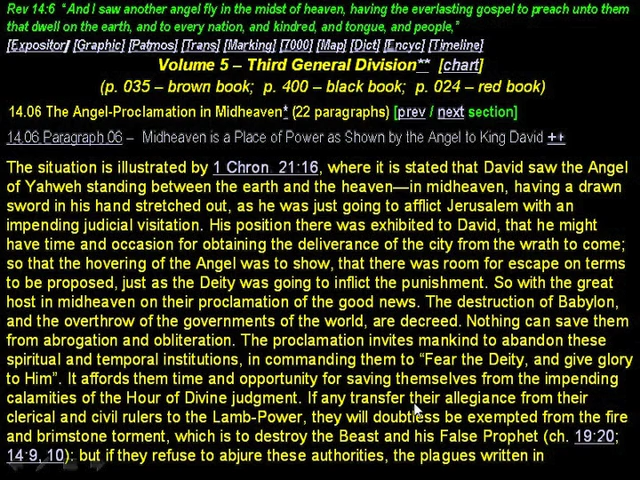 Rev 14:6 "And I saw another angel fly in the midst of heaven, having the everlasting gospel to preach unto them
that dwell on the earth, and to every nation, and kindred, and tongue, and people,"
[Expositor] [Graphic] [Patmos] [Trans] [Marking] [7000] [Map] [Dict] [Encyc] [Timeline]
Volume 5 – Third General Division** [chart]
(p. 035 – brown book; p. 400 – black book; p. 024 – red book)
14.06 The Angel-Proclamation in Midheaven* (22 paragraphs) [prev / next section]
14.06 Paragraph 06 – Midheaven is a Place of Power as Shown by the Angel to King David ++
The situation is illustrated by 1 Chron. 21:16, where it is stated that David saw the Angel
of Yahweh standing between the earth and the heaven—in midheaven, having a drawn
sword in his hand stretched out, as he was just going to afflict Jerusalem with an
impending judicial visitation. His position there was exhibited to David, that he might
have time and occasion for obtaining the deliverance of the city from the wrath to come;
so that the hovering of the Angel was to show, that there was room for escape on terms
to be proposed, just as the Deity was going to inflict the punishment. So with the great
host in midheaven on their proclamation of the good news. The destruction of Babylon,
and the overthrow of the governments of the world, are decreed. Nothing can save them
from abrogation and obliteration. The proclamation invites mankind to abandon these
spiritual and temporal institutions, in commanding them to "Fear the Deity, and give glory
to Him". It affords them time and opportunity for saving themselves from the impending
calamities of the Hour of Divine judgment. If any transfer their allegiance from their
clerical and civil rulers to the Lamb-Power, they will doubtless be exempted from the fire
and brimstone torment, which is to destroy the Beast and his False Prophet (ch. 19:20;
14:9, 10): but if they refuse to abjure these authorities, the plagues written in